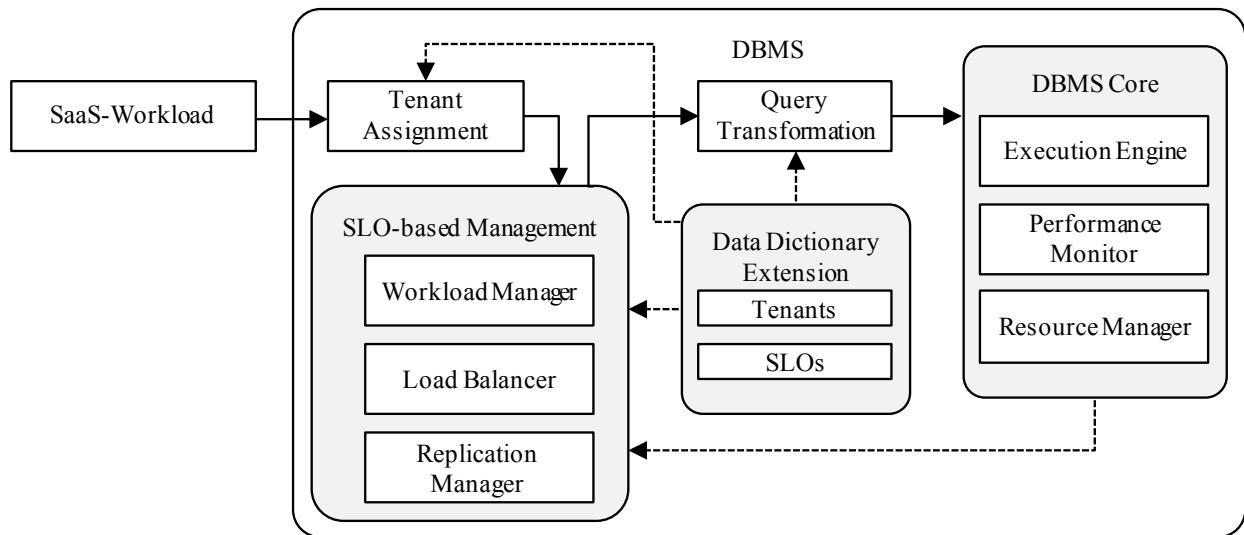 DBMS
SaaS-Workload
Tenant
Assignment
Query
Transformation
DBMS Core
Execution Engine
Performance
Monitor
Resource Manager
SLO-based Management
Workload Manager
Load Balancer
Replication
Manager
Data Dictionary
Extension
Tenants
SLOs